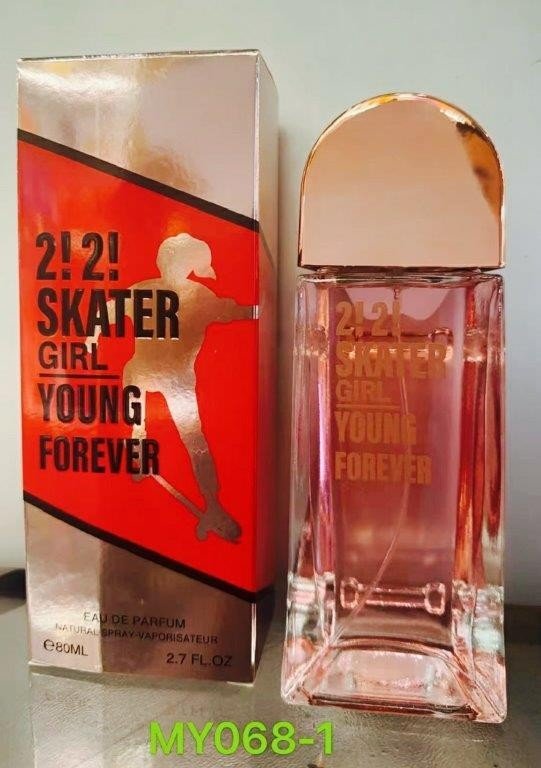 2! 2!
SKATER
GIRL
YOUNG
FOREVER
EAU DE PARFUM
NATURAL SPRAY-VAPORISATEUR
℮80ML
2.7 FL.OZ
2! 2!
SKATER
GIRL
YOUNG
FOREVER
MY068-1